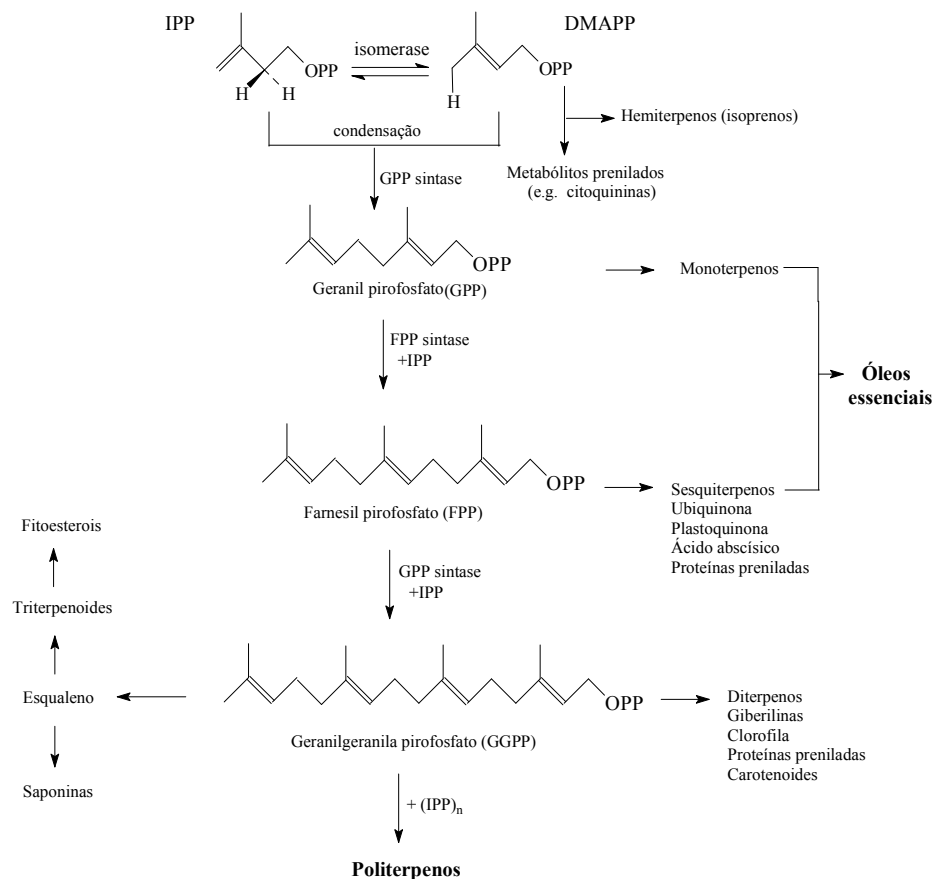 IPP
DMAPP
isomerase
OPP
OPP
H
H
H
condensação
Hemiterpenos (isoprenos)
Metabólitos prenilados
(e.g. citoquininas)
GPP sintase
OPP
Geranil pirofosfato(GPP)
Monoterpenos
FPP sintase
+IPP
Óleos
essenciais
OPP
Farnesil pirofosfato (FPP)
Sesquiterpenos
Ubiquinona
Plastoquinona
Ácido abscísico
Proteínas preniladas
Fitoesterois
GPP sintase
+IPP
Triterpenoides
Esqualeno
OPP
Geranilgeranila pirofosfato (GGPP)
Diterpenos
Giberilinas
Clorofila
Proteínas preniladas
Carotenoides
Saponinas
+ (IPP)n
Politerpenos